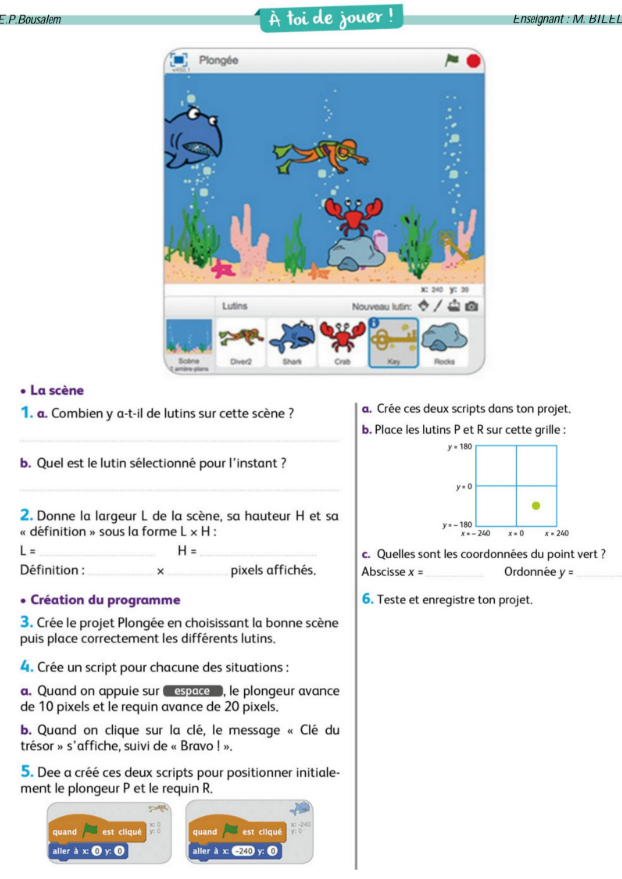 E.P.Bousalem
À toi de jouer !
Enseignant : M. BILEL
Plongée
x: 240 y: 39
Lutins
Nouveau lutin:
Scène
1 arrière-plans
Diver2
Shark
Crab
Key
Rocks
• La scène
1. a. Combien y a-t-il de lutins sur cette scène ?
b. Quel est le lutin sélectionné pour l'instant ?
2. Donne la largeur L de la scène, sa hauteur H et sa
« définition » sous la forme L × H :
L = H =
Définition : × pixels affichés.
• Création du programme
3. Crée le projet Plongée en choisissant la bonne scène
puis place correctement les différents lutins.
4. Crée un script pour chacune des situations :
a. Quand on appuie sur espace , le plongeur avance
de 10 pixels et le requin avance de 20 pixels.
b. Quand on clique sur la clé, le message « Clé du
trésor » s'affiche, suivi de « Bravo ! ».
5. Dee a créé ces deux scripts pour positionner initiale-
ment le plongeur P et le requin R.
x: 0
y: 0
quand est cliqué
aller à x: 0 y: 0
x: -240
y: 0
quand est cliqué
aller à x: -240 y: 0
a. Crée ces deux scripts dans ton projet.
b. Place les lutins P et R sur cette grille :
y = 180
y = 0
y = – 180
x = – 240 x = 0 x = 240
c. Quelles sont les coordonnées du point vert ?
Abscisse x = Ordonnée y =
6. Teste et enregistre ton projet.